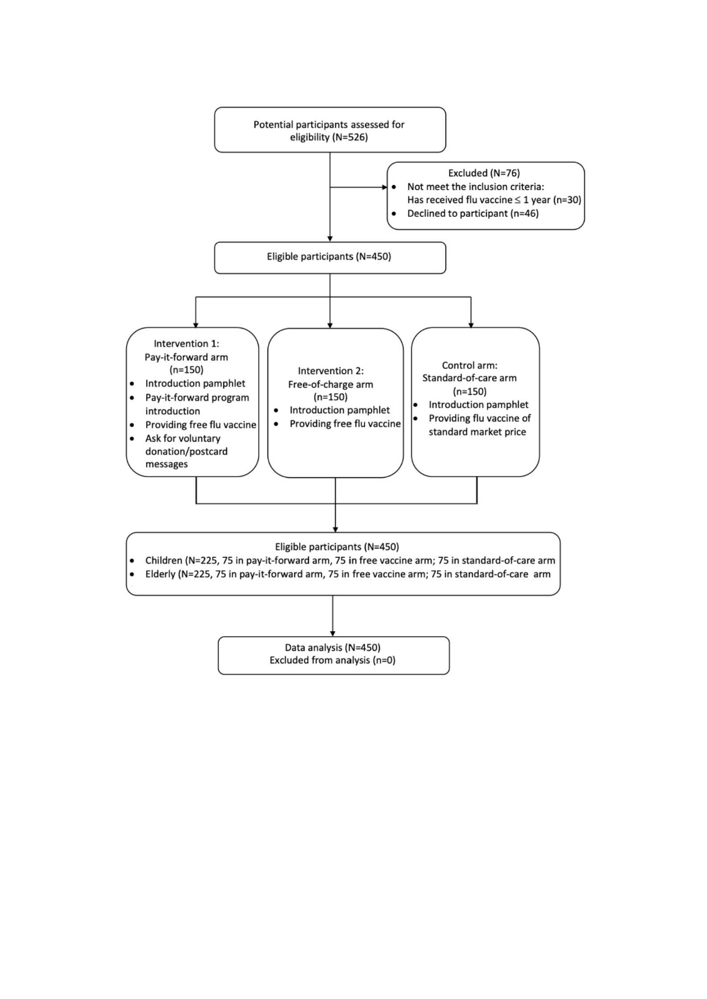 Potential participants assessed for
eligibility (N=526)
Excluded (N=76)
• Not meet the inclusion criteria:
Has received flu vaccine ≤ 1 year (n=30)
• Declined to participant (n=46)
Eligible participants (N=450)
Intervention 1:
Pay-it-forward arm
(n=150)
• Introduction pamphlet
• Pay-it-forward program
introduction
• Providing free flu vaccine
• Ask for voluntary
donation/postcard
messages
Intervention 2:
Free-of-charge arm
(n=150)
• Introduction pamphlet
• Providing free flu vaccine
Control arm:
Standard-of-care arm
(n=150)
• Introduction pamphlet
• Providing flu vaccine of
standard market price
Eligible participants (N=450)
• Children (N=225, 75 in pay-it-forward arm, 75 in free vaccine arm; 75 in standard-of-care arm
• Elderly (N=225, 75 in pay-it-forward arm, 75 in free vaccine arm; 75 in standard-of-care arm
Data analysis (N=450)
Excluded from analysis (n=0)